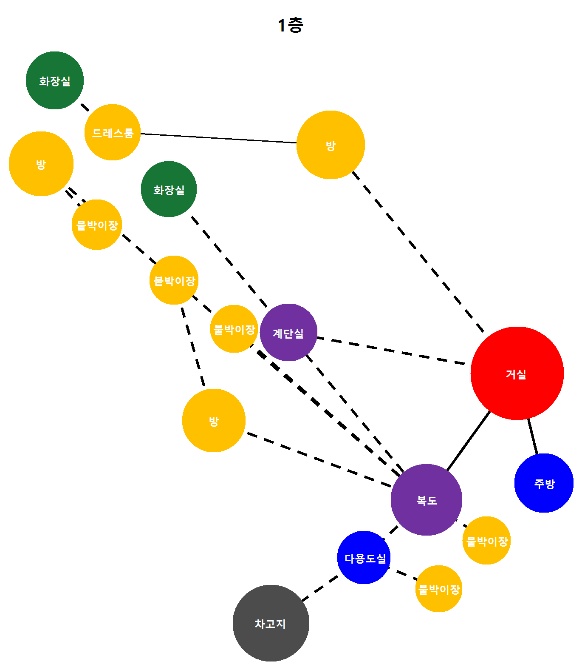 1층
화장실
드레스룸
방
방
화장실
붙박이장
붙박이장
붙박이장
계단실
거실
방
주방
복도
붙박이장
다용도실
붙박이장
차고지